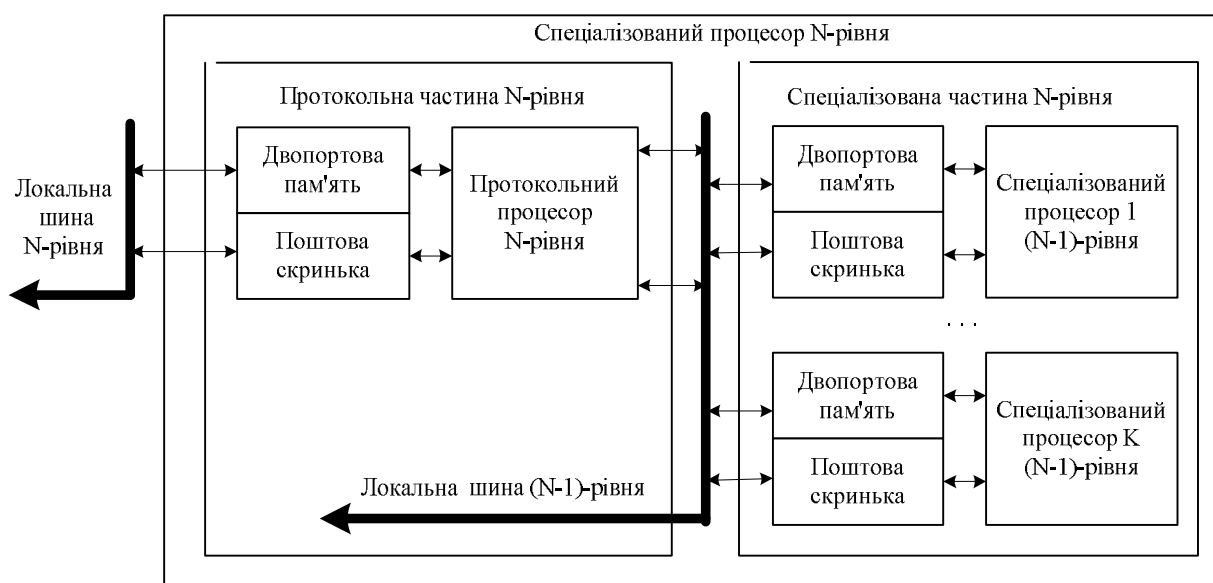 Спеціалізований процесор N-рівня
Протокольна частина N-рівня
Спеціалізована частина N-рівня
Локальна
шина
N-рівня
Двопортова
пам'ять
Поштова
скринька
Протокольний
процесор
N-рівня
Двопортова
пам'ять
Поштова
скринька
Спеціалізований
процесор 1
(N-1)-рівня
. . .
Двопортова
пам'ять
Поштова
скринька
Спеціалізований
процесор K
(N-1)-рівня
Локальна шина (N-1)-рівня